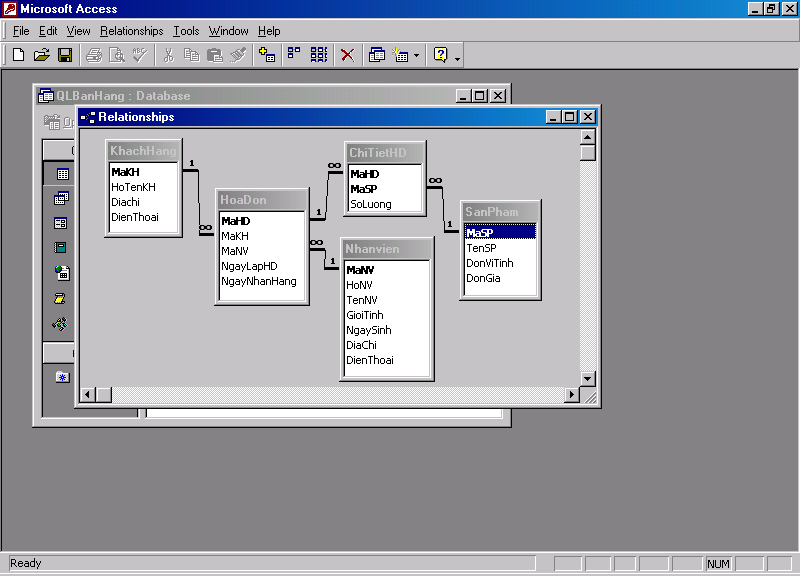 Microsoft Access
File Edit View Relationships Tools Window Help
QLBanHang : Database
Relationships
KhachHang
MaKH
HoTenKH
Diachi
DienThoai
1
∞
HoaDon
MaHD
MaKH
MaNV
NgayLapHD
NgayNhanHang
1
∞
∞
1
ChiTietHD
MaHD
MaSP
SoLuong
∞
1
Nhanvien
MaNV
HoNV
TenNV
GioiTinh
NgaySinh
DiaChi
DienThoai
SanPham
MaSP
TenSP
DonViTinh
DonGia
Ready
NUM